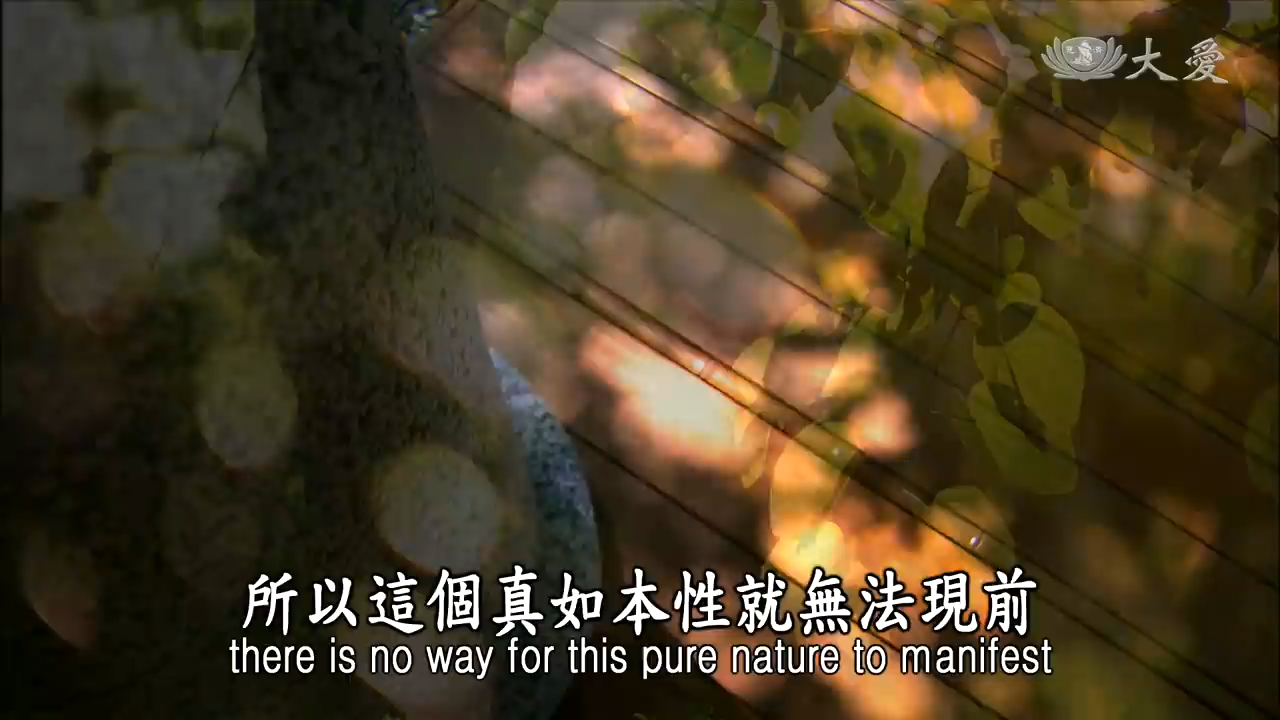 大愛
所以這個真如本性就無法現前
there is no way for this pure nature to manifest